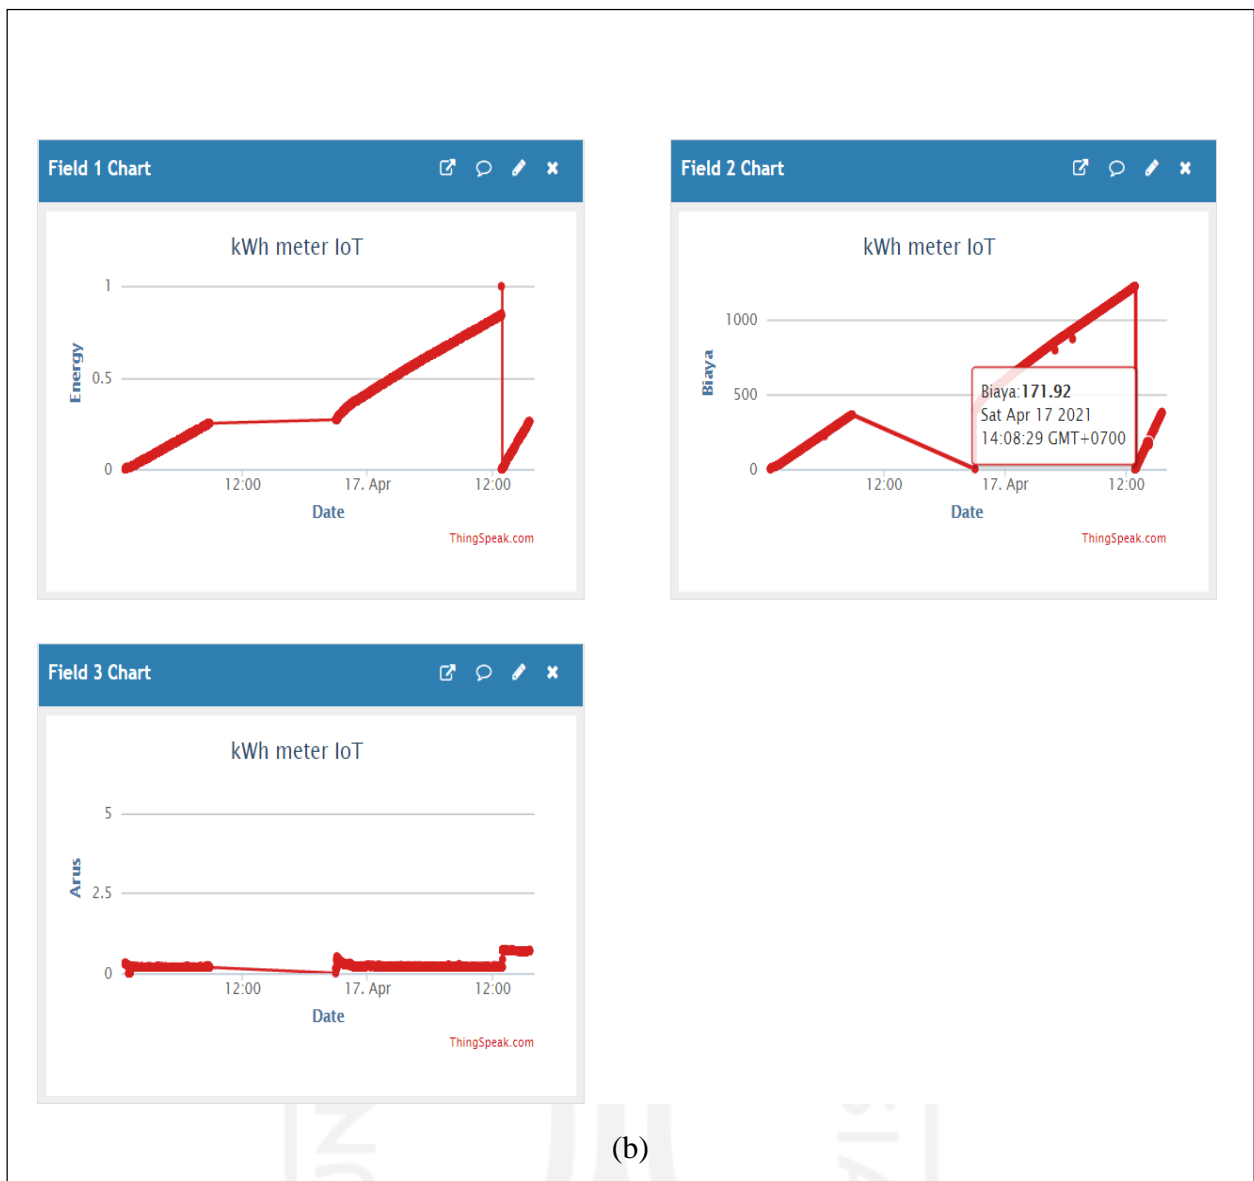 Field 1 Chart
kWh meter IoT
1
0.5
0
Energy
12:00 17. Apr 12:00
Date
ThingSpeak.com
Field 2 Chart
kWh meter IoT
1000
500
0
Biaya
Biaya:171.92
Sat Apr 17 2021
14:08:29 GMT+0700
12:00 17. Apr 12:00
Date
ThingSpeak.com
Field 3 Chart
kWh meter IoT
5
2.5
0
Arus
12:00 17. Apr 12:00
Date
ThingSpeak.com
(b)